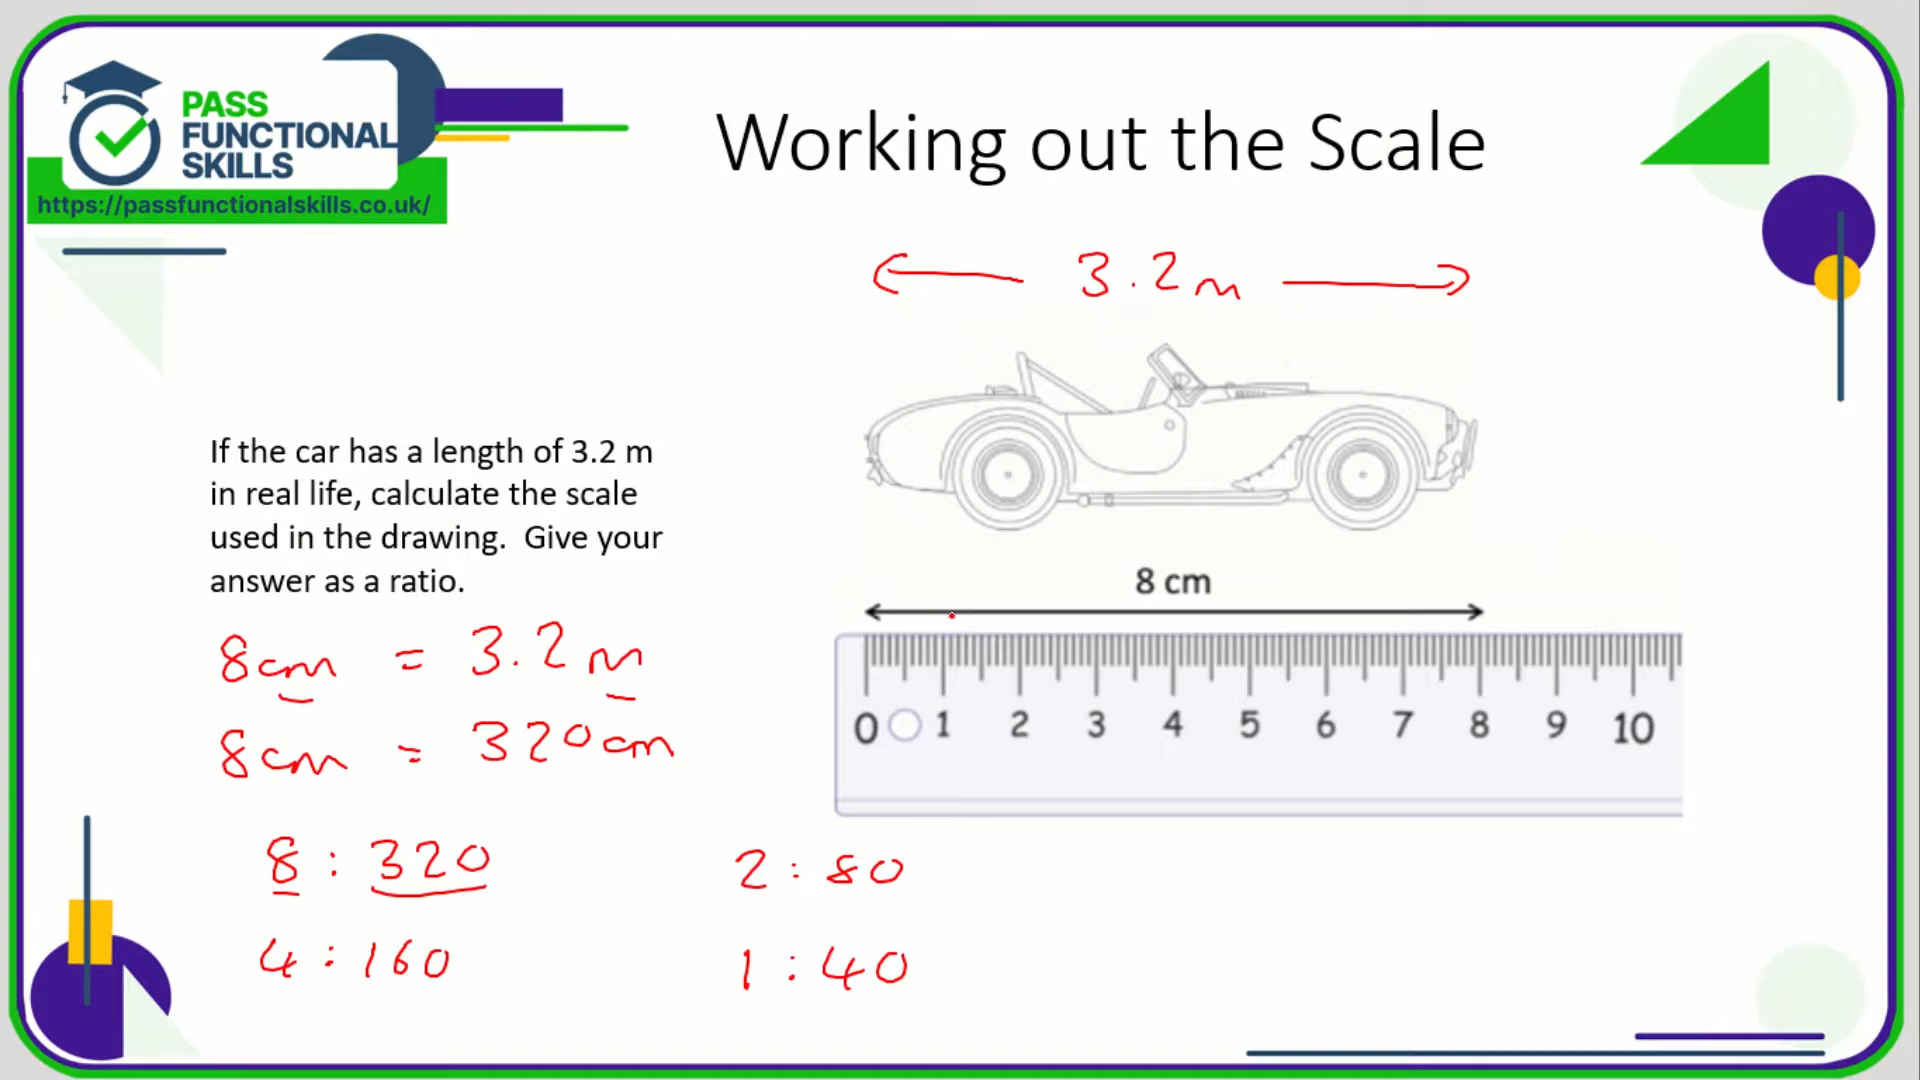 PASS
FUNCTIONAL
SKILLS
https://passfunctionalskills.co.uk/
Working out the Scale
3.2m
If the car has a length of 3.2 m
in real life, calculate the scale
used in the drawing. Give your
answer as a ratio.
8 cm
8cm = 3.2m
8cm = 320cm
0 1 2 3 4 5 6 7 8 9 10
8 : 320
4 : 160
2 : 80
1 : 40